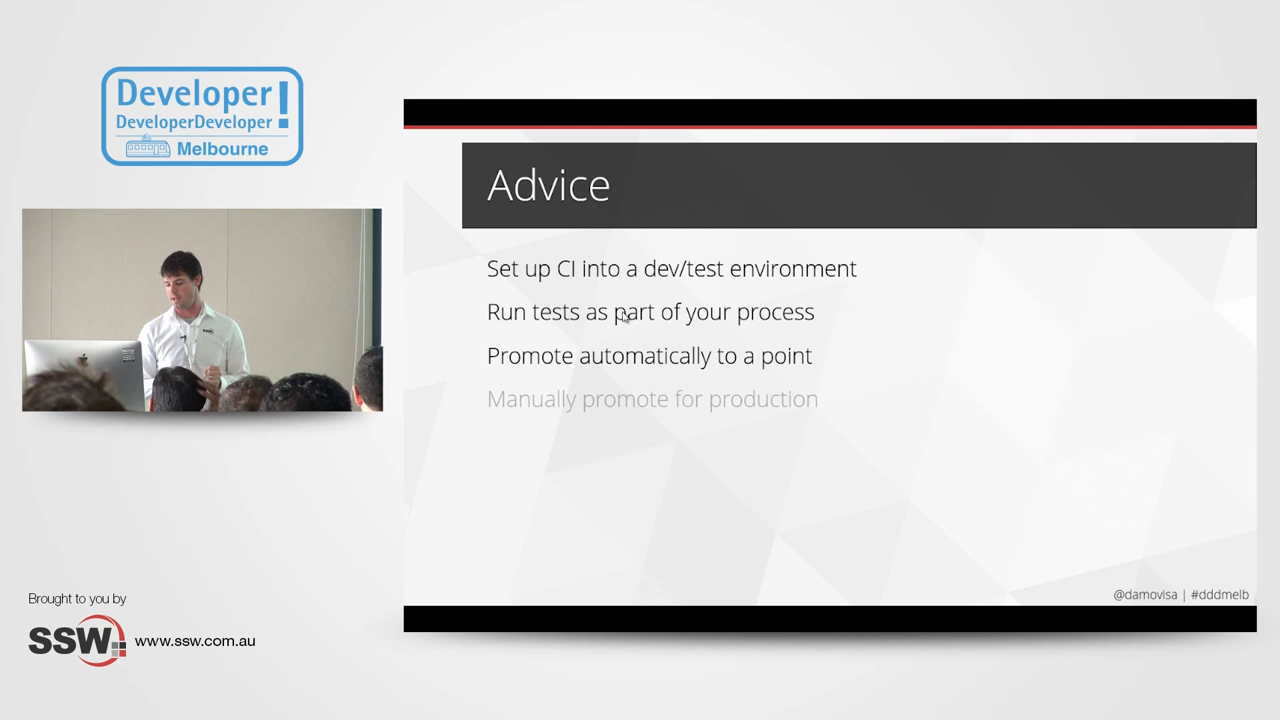 Developer!
DeveloperDeveloper
Melbourne
Advice
Set up CI into a dev/test environment
Run tests as part of your process
Promote automatically to a point
Manually promote for production
@damovisa | #dddmelb
Brought to you by
SSW
www.ssw.com.au